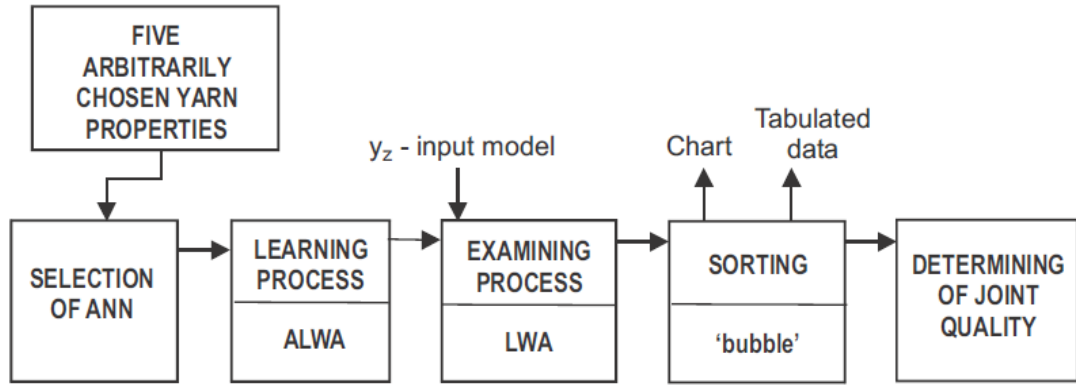 FIVE
ARBITRARILY
CHOSEN YARN
PROPERTIES
y_z - input model
Chart
Tabulated
data
SELECTION
OF ANN
LEARNING
PROCESS
ALWA
EXAMINING
PROCESS
LWA
SORTING
'bubble'
DETERMINING
OF JOINT
QUALITY